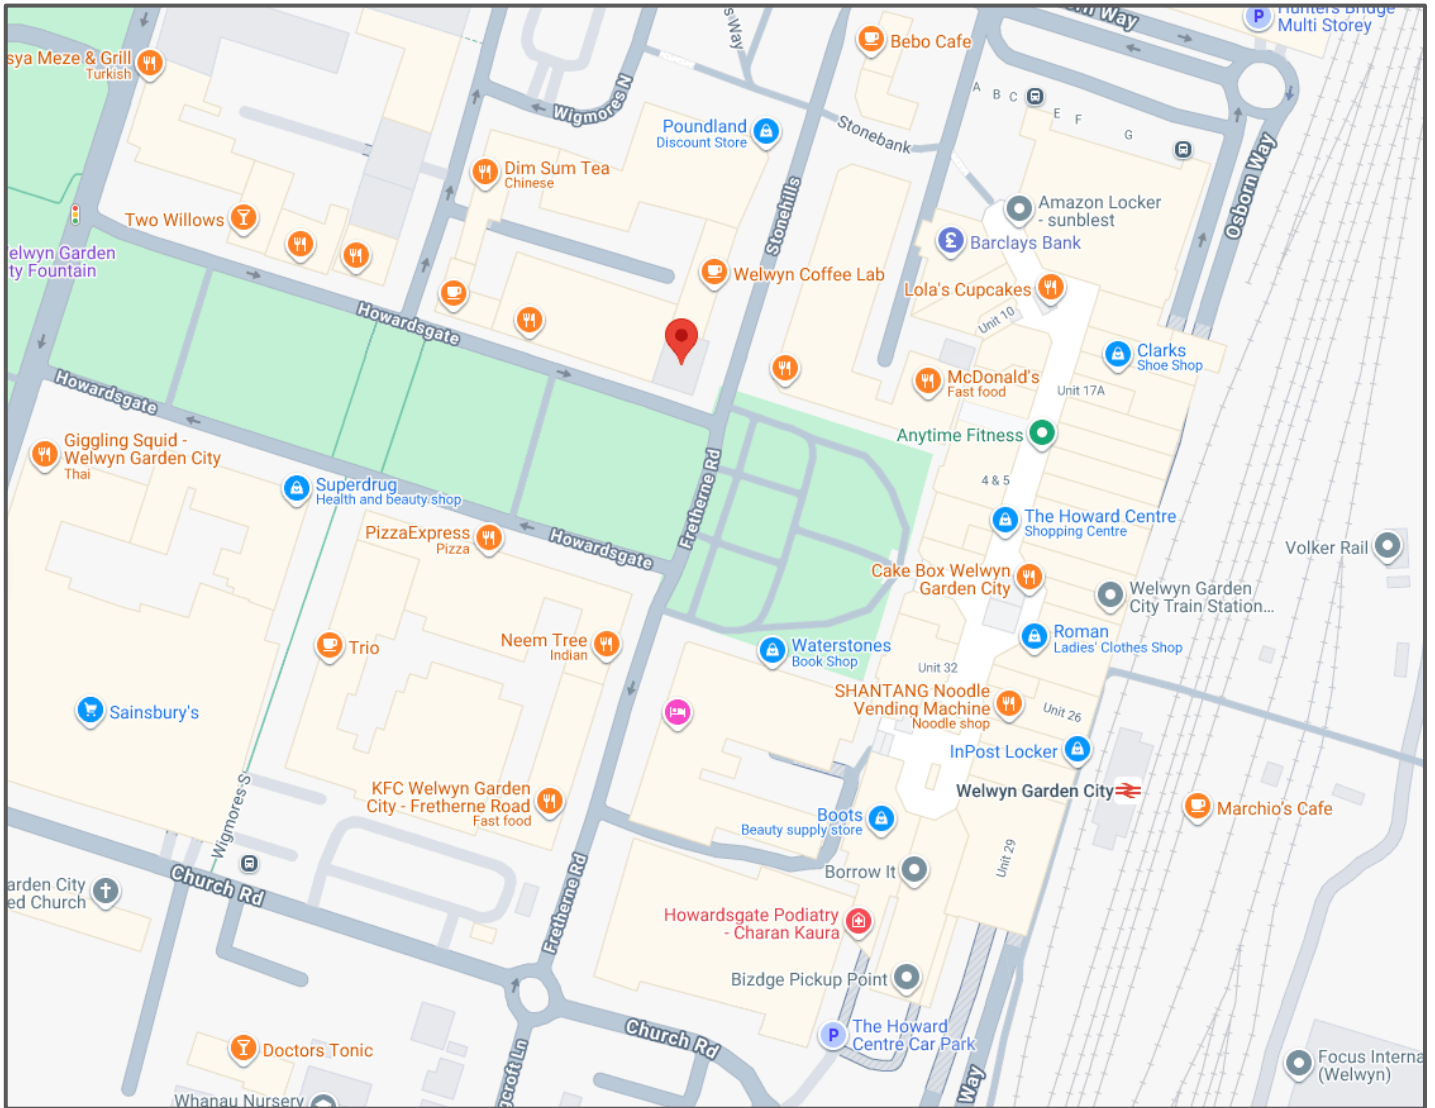 sya Meze & Grill
Turkish
Wigmores N
s Way
Bebo Cafe
rn Way
Hunters Bridge
Multi Storey
P
A B C
E F
G
Poundland
Discount Store
Stonebank
Dim Sum Tea
Chinese
Stonehills
Osborn Way
Two Willows
Amazon Locker
- sunblest
£
Barclays Bank
elwyn Garden
ty Fountain
Welwyn Coffee Lab
Lola's Cupcakes
Unit 10
Howardsgate
Clarks
Shoe Shop
McDonald's
Fast food
Unit 17A
Howardsgate
Anytime Fitness
Giggling Squid -
Welwyn Garden City
Thai
Superdrug
Health and beauty shop
Fretherne Rd
4 & 5
The Howard Centre
Shopping Centre
PizzaExpress
Pizza
Howardsgate
Volker Rail
Cake Box Welwyn
Garden City
Welwyn Garden
City Train Station...
Trio
Neem Tree
Indian
Waterstones
Book Shop
Roman
Ladies' Clothes Shop
Unit 32
Sainsbury's
SHANTANG Noodle
Vending Machine
Noodle shop
Unit 26
InPost Locker
Welwyn Garden City
Marchio's Cafe
KFC Welwyn Garden
City - Fretherne Road
Fast food
Wigmores S
Boots
Beauty supply store
Unit 29
Borrow It
Church Rd
arden City
ed Church
Fretherne Rd
Howardsgate Podiatry
- Charan Kaura
Bizdge Pickup Point
P
The Howard
Centre Car Park
Church Rd
Doctors Tonic
gcroft Ln
Way
Focus Interna
(Welwyn)
Whanau Nursery